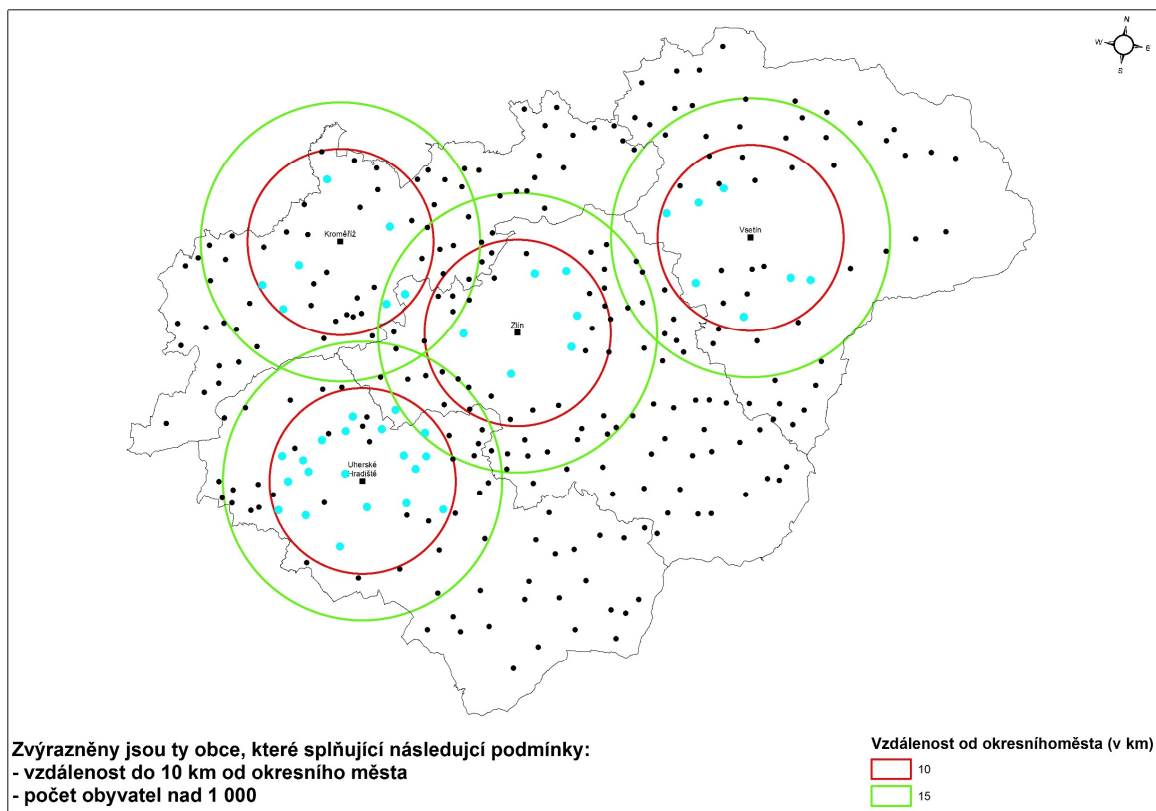 N
W E
S
Kroměříž
Vsetín
Zlín
Uherské
Hradiště
Zvýrazněny jsou ty obce, které splňující následujcí podmínky:
- vzdálenost do 10 km od okresního města
- počet obyvatel nad 1 000
Vzdálenost od okresníhoměsta (v km)
10
15